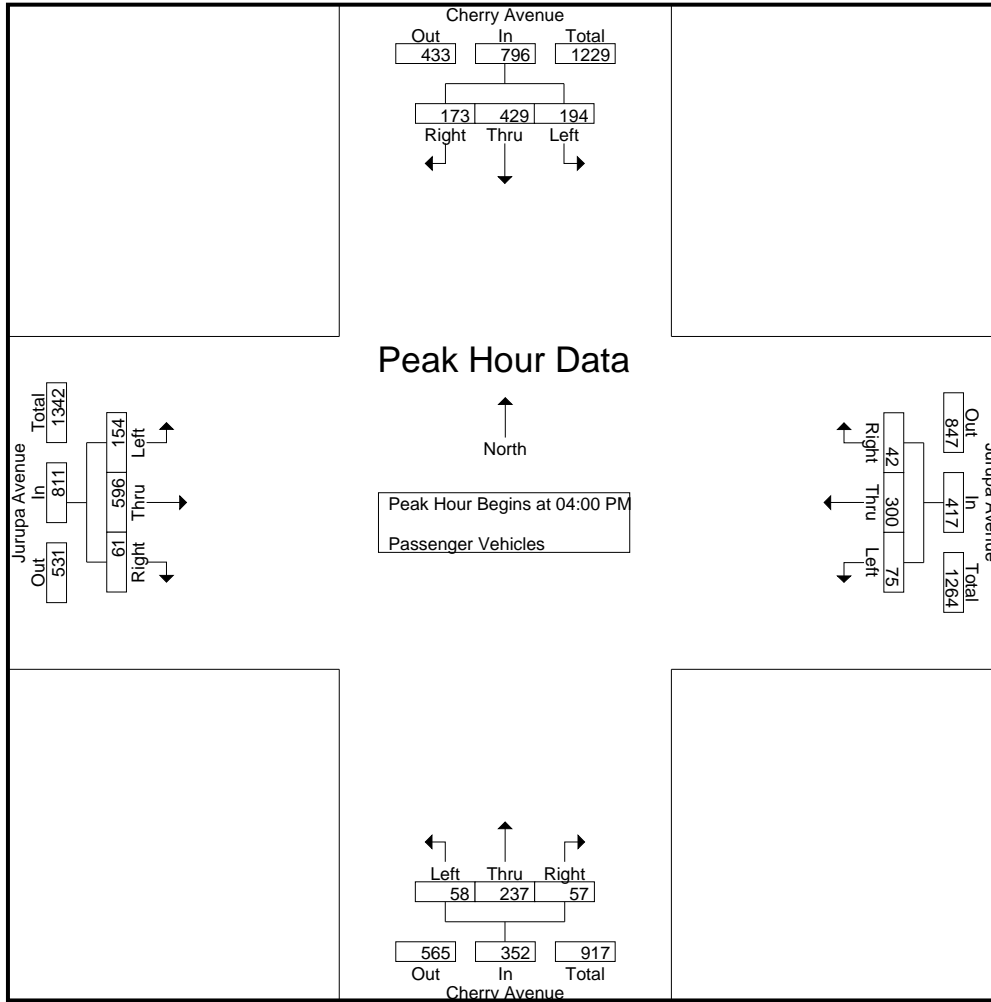 Cherry Avenue
Out In Total
433 796 1229
173 429 194
Right Thru Left
Peak Hour Data
North
Peak Hour Begins at 04:00 PM
Passenger Vehicles
Jurupa Avenue
Out In Total
531 811 1342
Left Thru Right
154 596 61
Jurupa Avenue
Out In Total
847 417 1264
Right Thru Left
42 300 75
Left Thru Right
58 237 57
565 352 917
Out In Total
Cherry Avenue